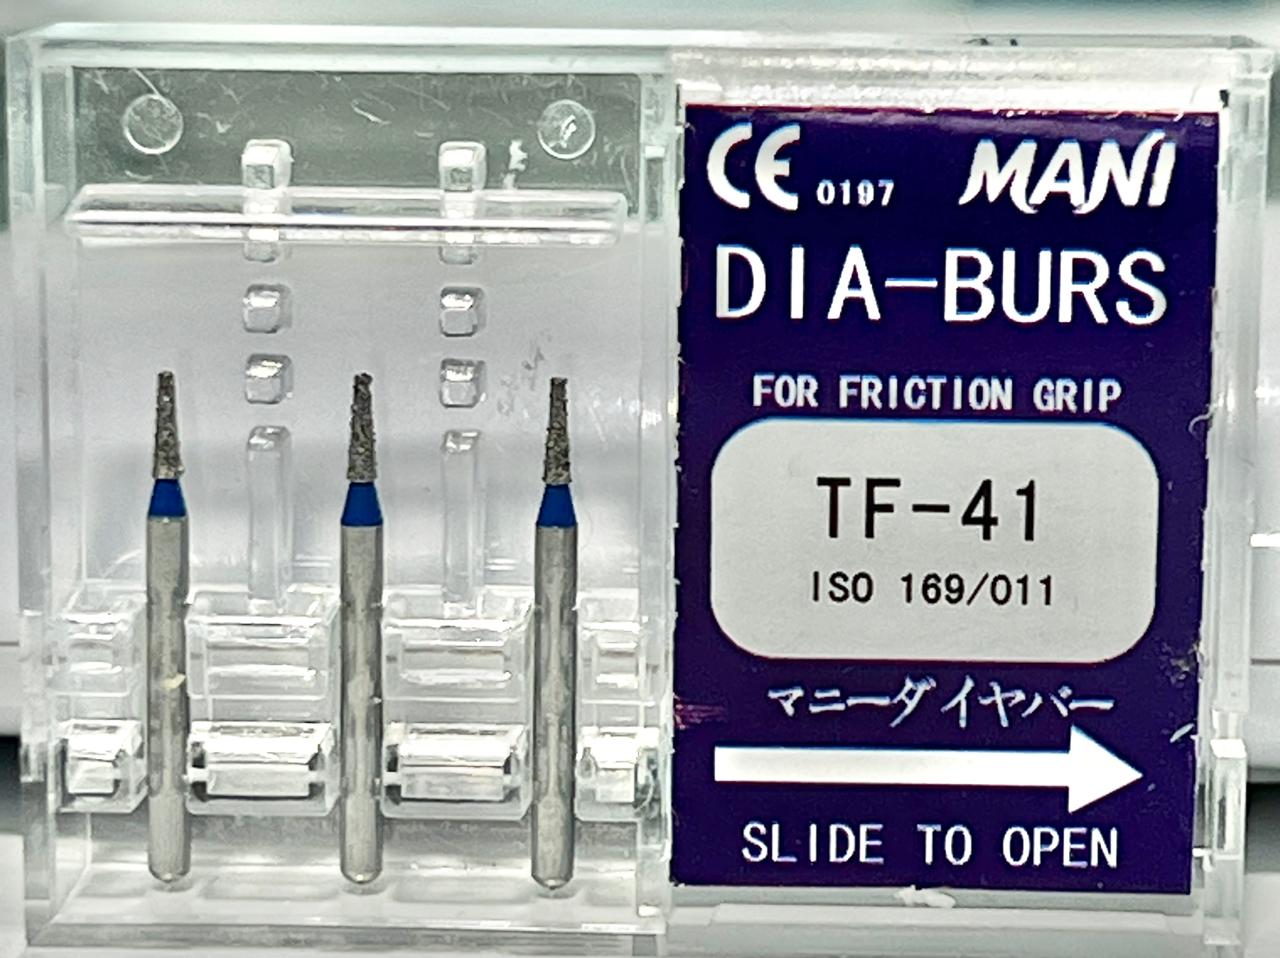 CE 0197 MANI
DIA-BURS
FOR FRICTION GRIP
TF-41
ISO 169/011
マニーダイヤバー
SLIDE TO OPEN